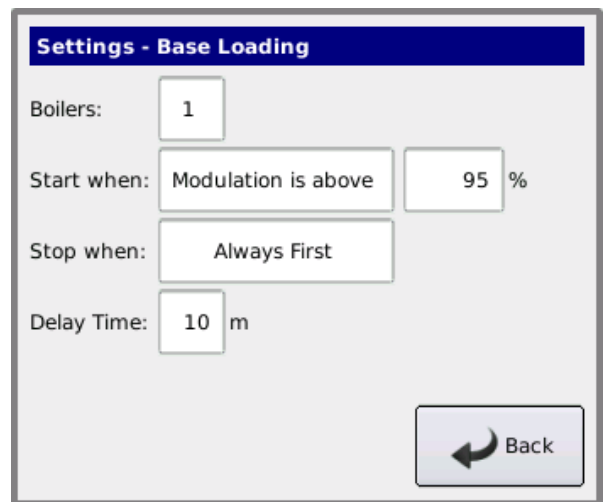 Settings - Base Loading
Boilers: 1
Start when: Modulation is above 95 %
Stop when: Always First
Delay Time: 10 m
Back